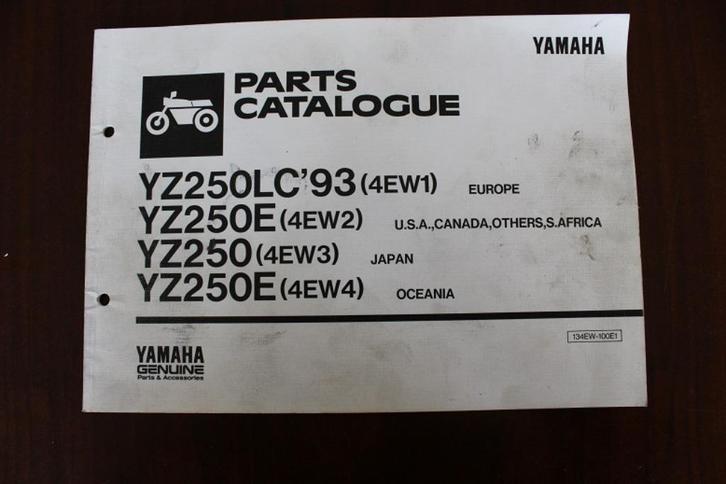 YAMAHA
PARTS
CATALOGUE
YZ250LC'93 (4EW1) EUROPE
YZ250E (4EW2) U.S.A.,CANADA,OTHERS,S.AFRICA
YZ250 (4EW3) JAPAN
YZ250E (4EW4) OCEANIA
134EW-100E1
YAMAHA
GENUINE
Parts & Accessories